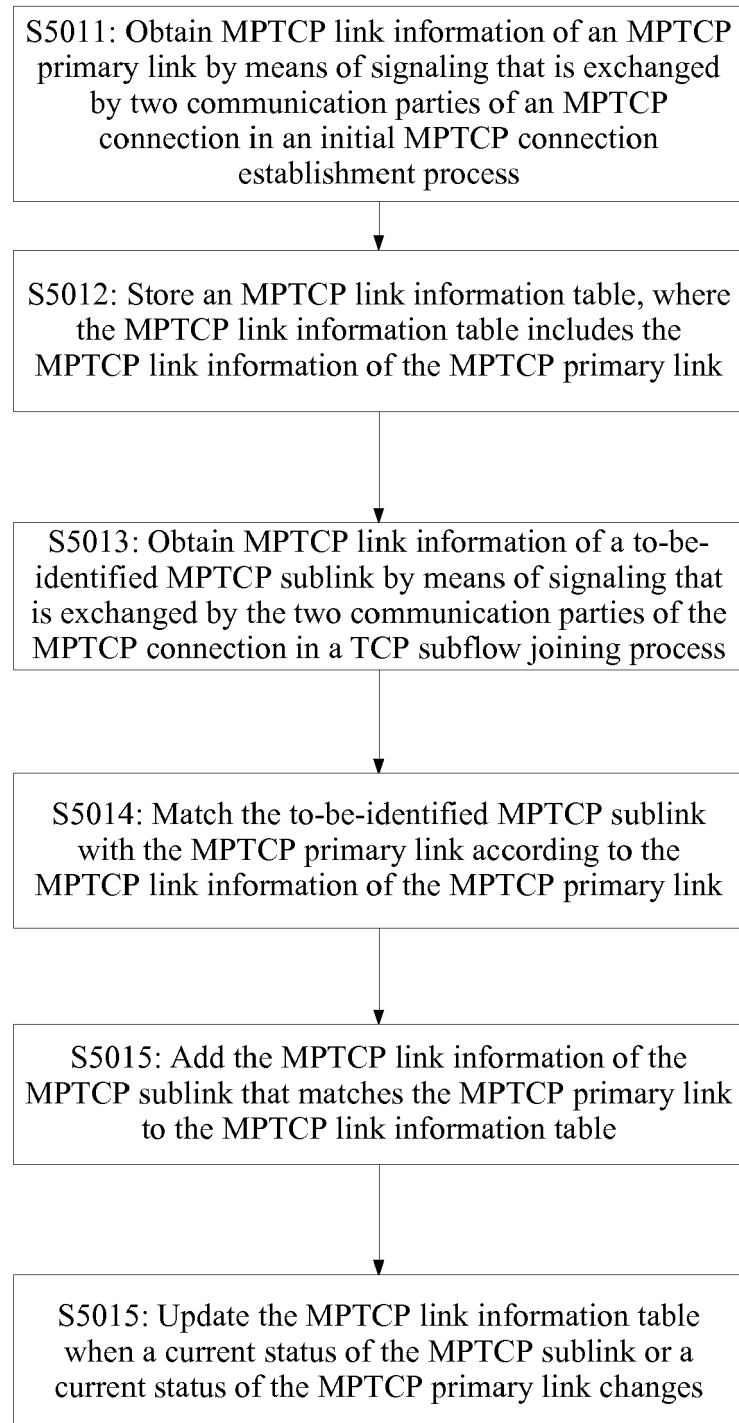 S5011: Obtain MPTCP link information of an MPTCP
primary link by means of signaling that is exchanged
by two communication parties of an MPTCP
connection in an initial MPTCP connection
establishment process
S5012: Store an MPTCP link information table, where
the MPTCP link information table includes the
MPTCP link information of the MPTCP primary link
S5013: Obtain MPTCP link information of a to-be-
identified MPTCP sublink by means of signaling that
is exchanged by the two communication parties of the
MPTCP connection in a TCP subflow joining process
S5014: Match the to-be-identified MPTCP sublink
with the MPTCP primary link according to the
MPTCP link information of the MPTCP primary link
S5015: Add the MPTCP link information of the
MPTCP sublink that matches the MPTCP primary link
to the MPTCP link information table
S5015: Update the MPTCP link information table
when a current status of the MPTCP sublink or a
current status of the MPTCP primary link changes